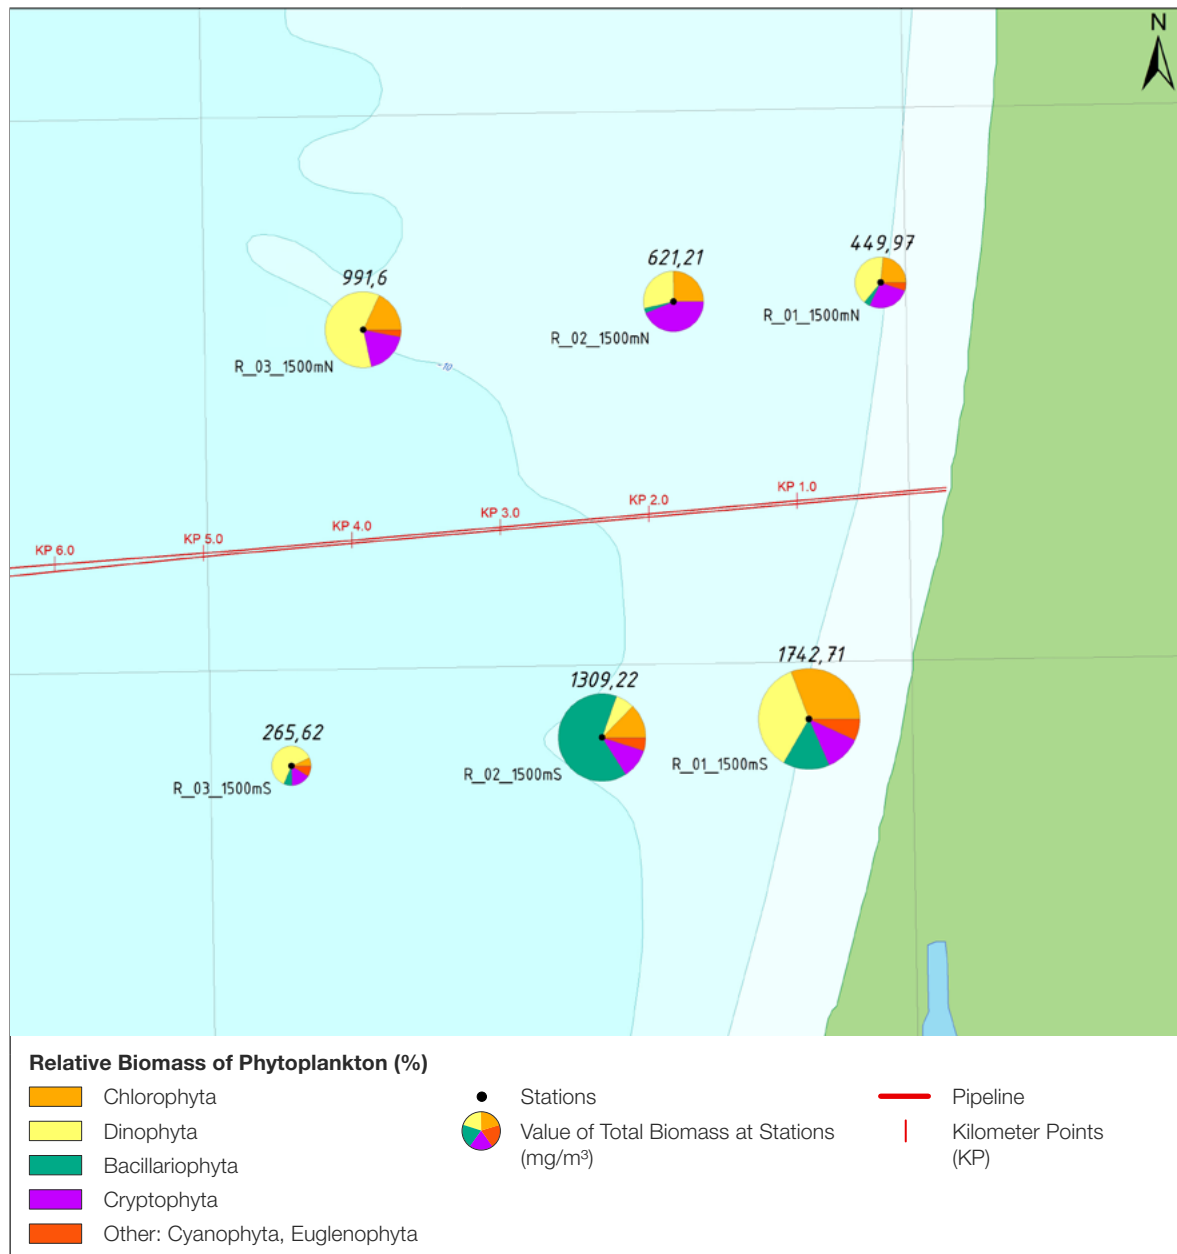 N
449,97
621,21
991,6
R_01_1500mN
R_02_1500mN
R_03_1500mN
-10
KP 1.0
KP 2.0
KP 3.0
KP 4.0
KP 5.0
KP 6.0
1742,71
1309,22
265,62
R_01_1500mS
R_02_1500mS
R_03_1500mS
Relative Biomass of Phytoplankton (%)
Chlorophyta
Dinophyta
Bacillariophyta
Cryptophyta
Other: Cyanophyta, Euglenophyta
Stations
Value of Total Biomass at Stations
(mg/m³)
Pipeline
Kilometer Points
(KP)